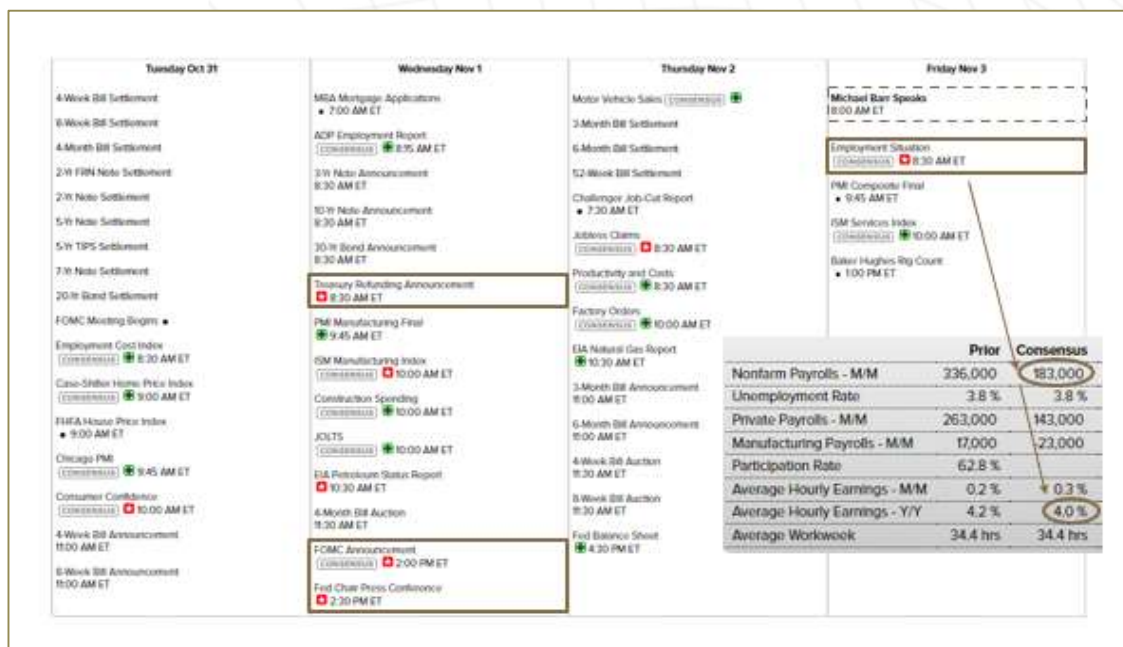 Tuesday Oct 31
4-Week Bill Settlement
8-Week Bill Settlement
4-Month Bill Settlement
2-Yr FRN Note Settlement
2-Yr Note Settlement
5-Yr Note Settlement
5-Yr TIPS Settlement
7-Yr Note Settlement
20-Yr Bond Settlement
FOMC Meeting Begins
Employment Cost Index
CONSENSUS 8:30 AM ET
Case-Shiller Home Price Index
CONSENSUS 9:00 AM ET
FHFA House Price Index
• 9:00 AM ET
Chicago PMI
CONSENSUS 9:45 AM ET
Consumer Confidence
CONSENSUS 10:00 AM ET
4-Week Bill Announcement
11:00 AM ET
8-Week Bill Announcement
11:00 AM ET
Wednesday Nov 1
MBA Mortgage Applications
• 7:00 AM ET
ADP Employment Report
CONSENSUS 8:15 AM ET
3-Yr Note Announcement
8:30 AM ET
10-Yr Note Announcement
8:30 AM ET
30-Yr Bond Announcement
8:30 AM ET
Treasury Refunding Announcement
8:30 AM ET
PMI Manufacturing Final
9:45 AM ET
ISM Manufacturing Index
CONSENSUS 10:00 AM ET
Construction Spending
CONSENSUS 10:00 AM ET
JOLTS
CONSENSUS 10:00 AM ET
EIA Petroleum Status Report
10:30 AM ET
4-Month Bill Auction
11:30 AM ET
FOMC Announcement
CONSENSUS 2:00 PM ET
Fed Chair Press Conference
2:30 PM ET
Thursday Nov 2
Motor Vehicle Sales CONSENSUS
3-Month Bill Settlement
6-Month Bill Settlement
52-Week Bill Settlement
Challenger Job-Cut Report
• 7:30 AM ET
Jobless Claims
CONSENSUS 8:30 AM ET
Productivity and Costs
CONSENSUS 8:30 AM ET
Factory Orders
CONSENSUS 10:00 AM ET
EIA Natural Gas Report
10:30 AM ET
3-Month Bill Announcement
11:00 AM ET
6-Month Bill Announcement
11:00 AM ET
4-Week Bill Auction
11:30 AM ET
8-Week Bill Auction
11:30 AM ET
Fed Balance Sheet
4:30 PM ET
Friday Nov 3
Michael Barr Speaks
8:00 AM ET
Employment Situation
CONSENSUS 8:30 AM ET
PMI Composite Final
• 9:45 AM ET
ISM Services Index
CONSENSUS 10:00 AM ET
Baker Hughes Rig Count
• 1:00 PM ET
Prior Consensus
Nonfarm Payrolls - M/M 336,000 183,000
Unemployment Rate 3.8 % 3.8 %
Private Payrolls - M/M 263,000 143,000
Manufacturing Payrolls - M/M 17,000 -23,000
Participation Rate 62.8 %
Average Hourly Earnings - M/M 0.2 % 0.3 %
Average Hourly Earnings - Y/Y 4.2 % 4.0 %
Average Workweek 34.4 hrs 34.4 hrs